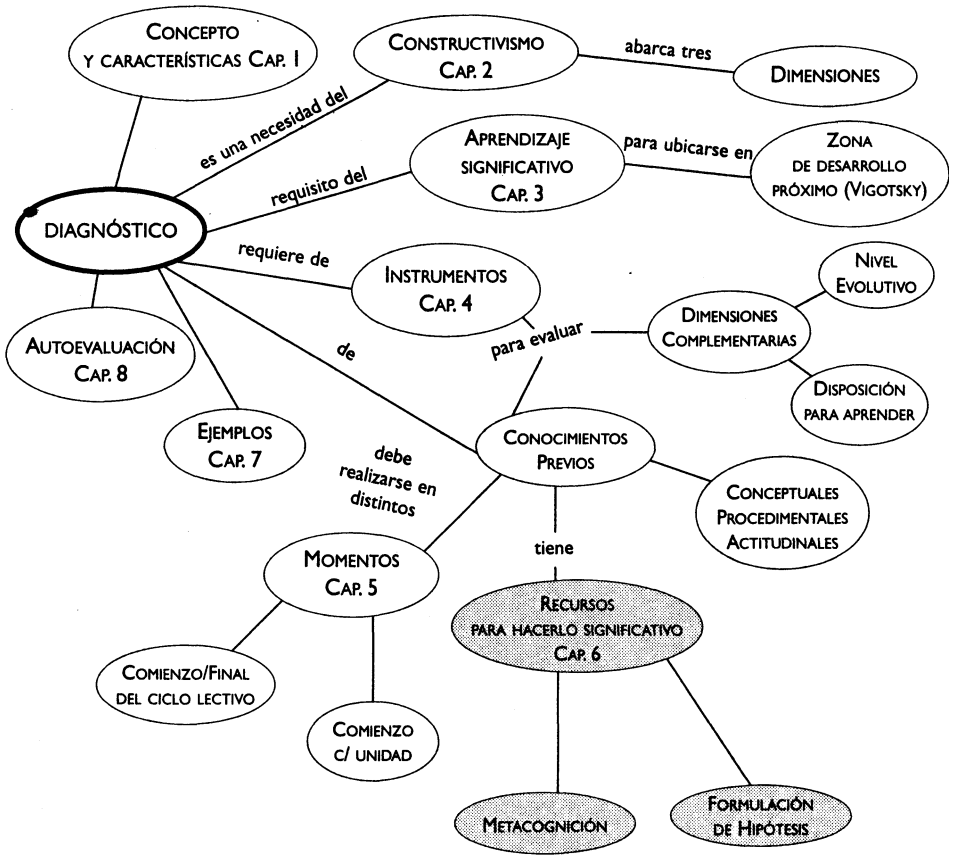 CONCEPTO
Y CARACTERÍSTICAS CAP. 1
CONSTRUCTIVISMO
CAP. 2
abarca tres
DIMENSIONES
es una necesidad del
APRENDIZAJE
SIGNIFICATIVO
CAP. 3
para ubicarse en
ZONA
DE DESARROLLO
PRÓXIMO (VIGOTSKY)
requisito del
DIAGNÓSTICO
requiere de
INSTRUMENTOS
CAP. 4
para evaluar
DIMENSIONES
COMPLEMENTARIAS
NIVEL
EVOLUTIVO
DISPOSICIÓN
PARA APRENDER
AUTOEVALUACIÓN
CAP. 8
de
EJEMPLOS
CAP. 7
CONOCIMIENTOS
PREVIOS
debe
realizarse en
distintos
CONCEPTUALES
PROCEDIMENTALES
ACTITUDINALES
MOMENTOS
CAP. 5
tiene
RECURSOS
PARA HACERLO SIGNIFICATIVO
CAP. 6
COMIENZO/FINAL
DEL CICLO LECTIVO
COMIENZO
C/ UNIDAD
METACOGNICIÓN
FORMULACIÓN
DE HIPÓTESIS